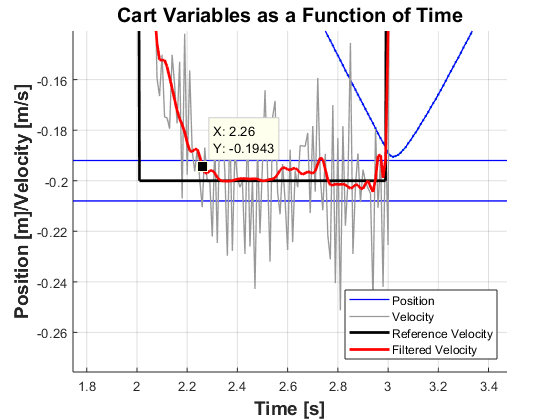 Cart Variables as a Function of Time
Position [m]/Velocity [m/s]
-0.16
-0.18
-0.2
-0.22
-0.24
-0.26
X: 2.26
Y: -0.1943
Position
Velocity
Reference Velocity
Filtered Velocity
1.8 2 2.2 2.4 2.6 2.8 3 3.2 3.4
Time [s]